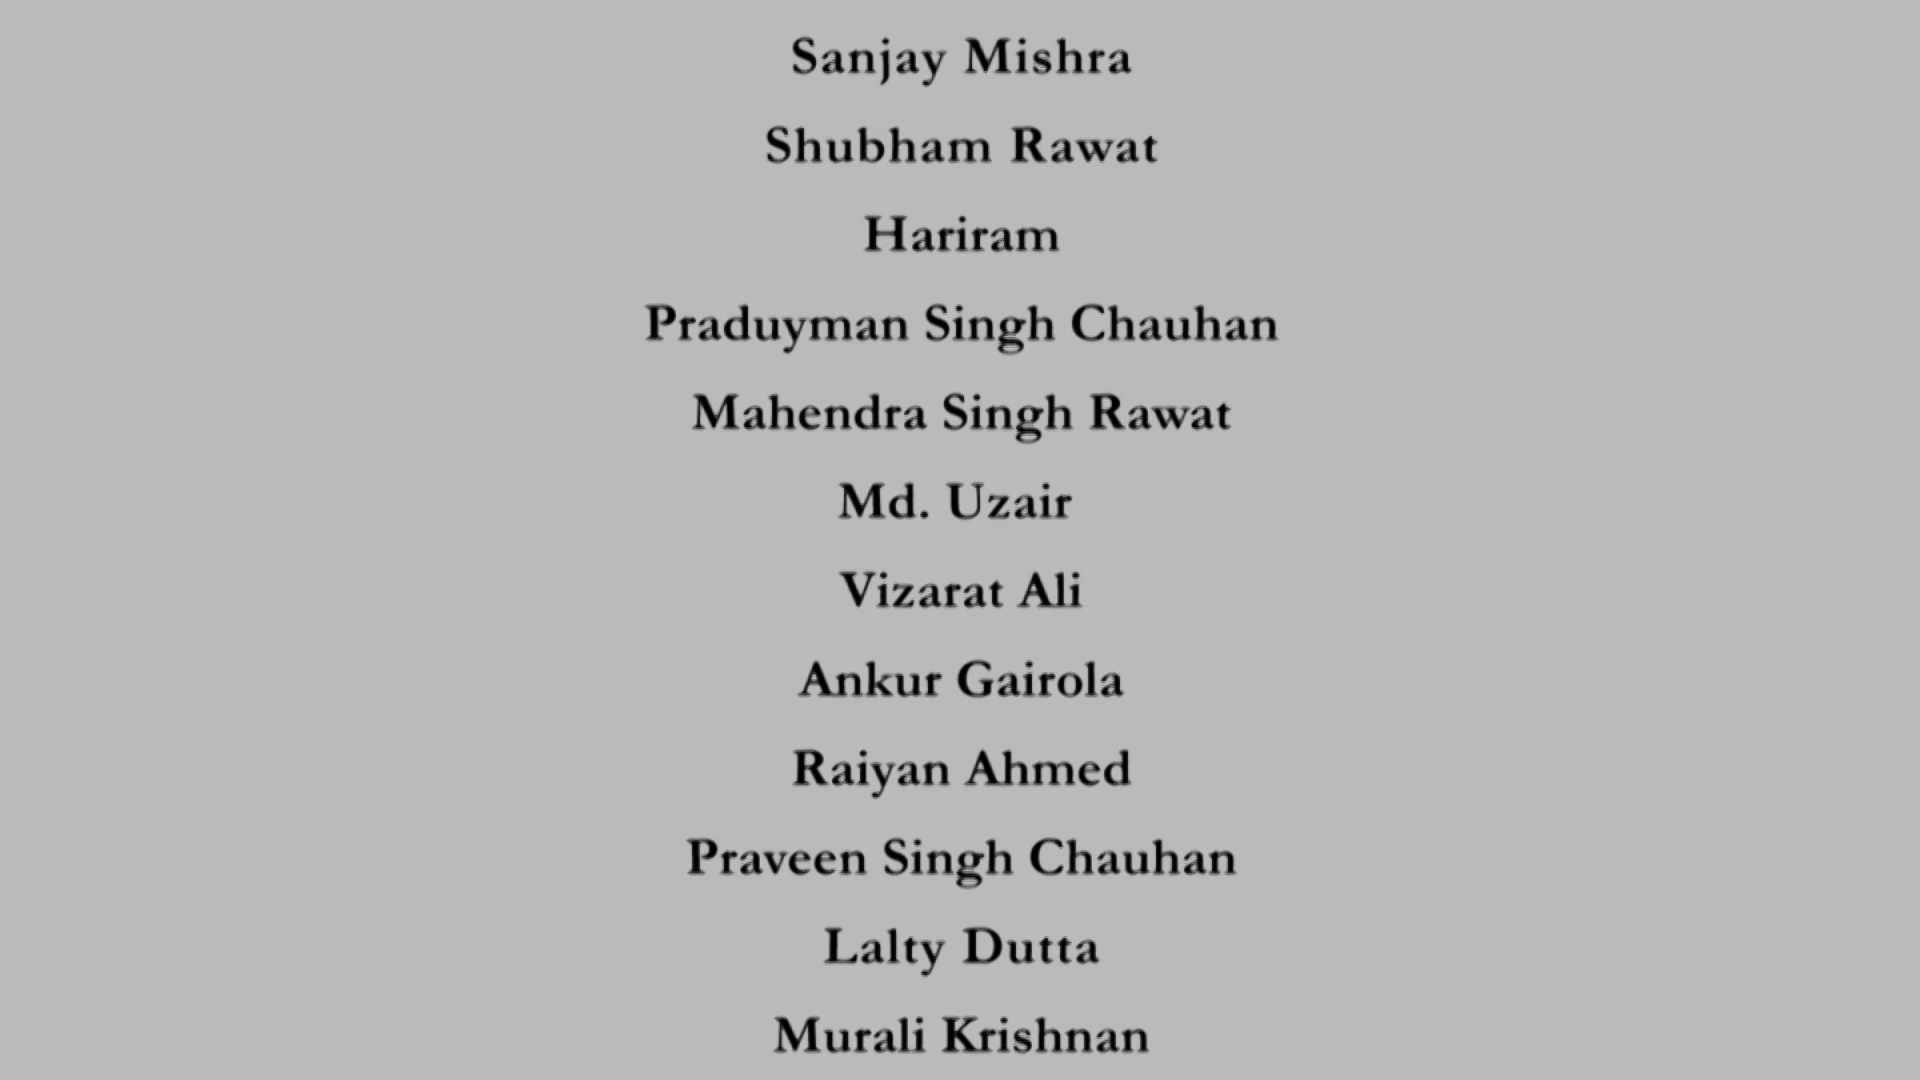 Sanjay Mishra
Shubham Rawat
Hariram
Praduyman Singh Chauhan
Mahendra Singh Rawat
Md. Uzair
Vizarat Ali
Ankur Gairola
Raiyan Ahmed
Praveen Singh Chauhan
Lalty Dutta
Murali Krishnan